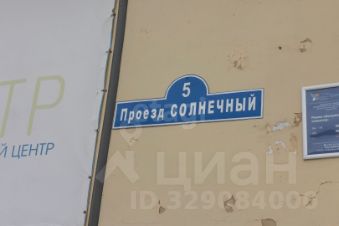 ТР
Й ЦЕНТР
5
Проезд СОЛНЕЧНЫЙ
циан
ID 329084000